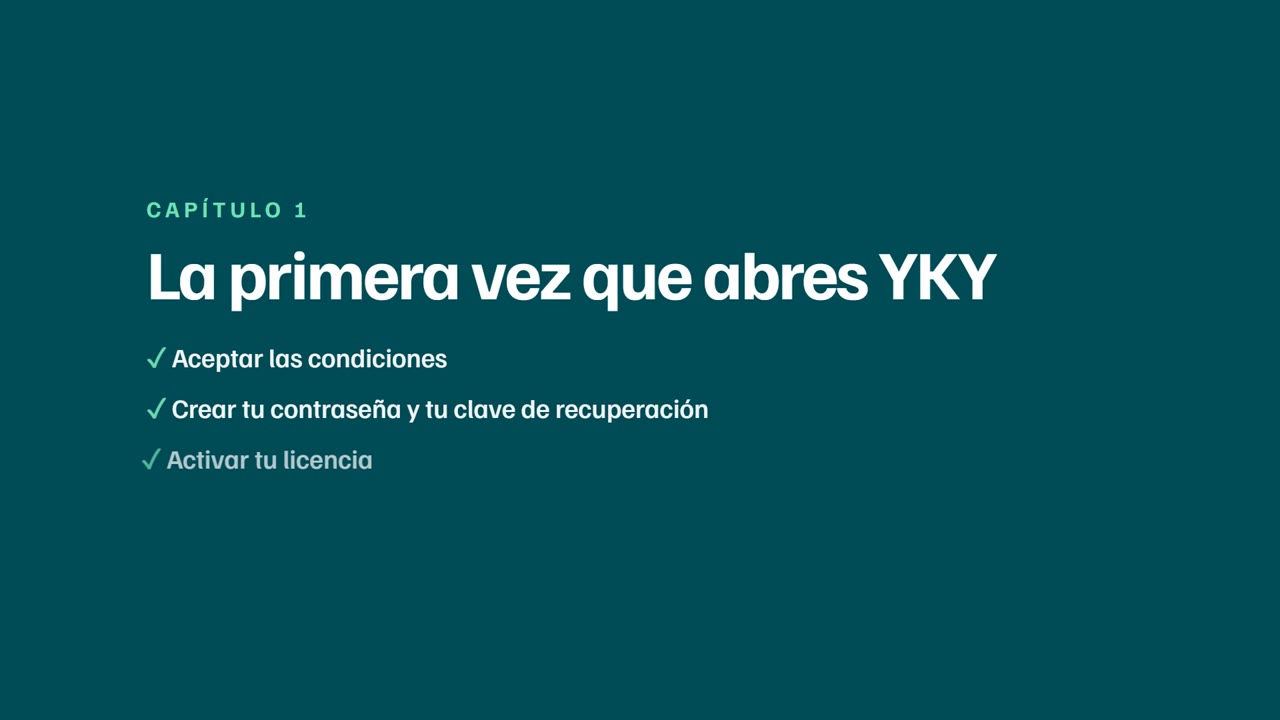 CAPÍTULO 1
La primera vez que abres YKY
✓ Aceptar las condiciones
✓ Crear tu contraseña y tu clave de recuperación
✓ Activar tu licencia